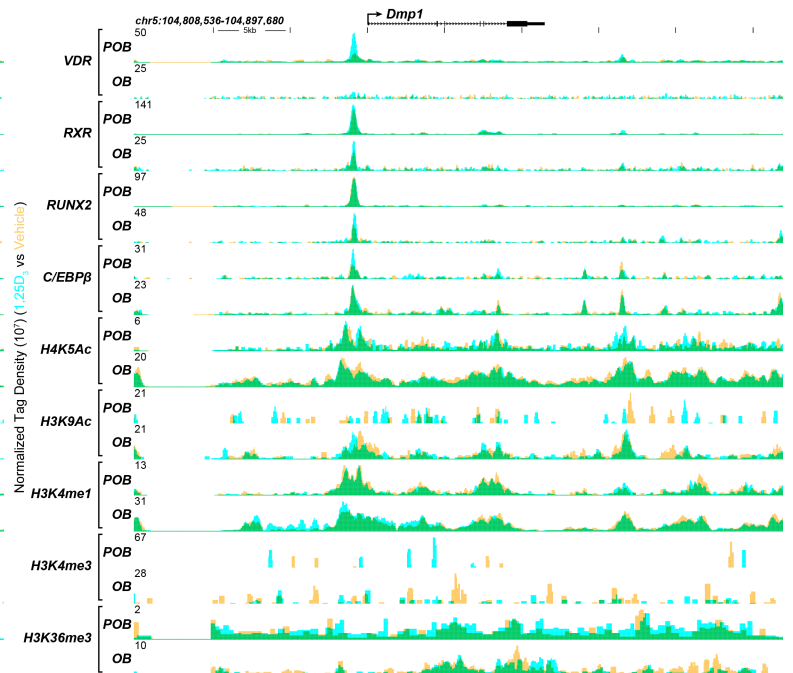 Dmp1
chr5:104,808,536-104,897,680
5kb
50
VDR
POB
25
OB
141
RXR
POB
25
OB
97
RUNX2
POB
48
OB
31
C/EBPβ
POB
23
OB
6
H4K5Ac
POB
20
OB
21
H3K9Ac
POB
21
OB
13
H3K4me1
POB
31
OB
67
H3K4me3
POB
28
OB
2
H3K36me3
POB
10
OB
Normalized Tag Density (10⁷) (1,25D₃ vs Vehicle)